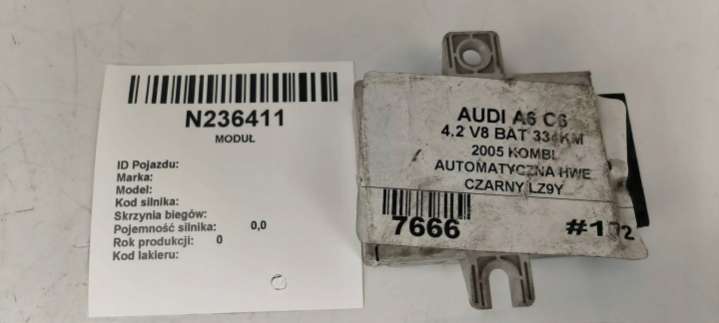 N236411
MODUŁ
ID Pojazdu:
Marka:
Model:
Kod silnika:
Skrzynia biegów:
Pojemność silnika: 0,0
Rok produkcji: 0
Kod lakieru:
AUDI A6 C6
4.2 V8 BAT 334KM
2005 KOMBI
AUTOMATYCZNA HWE
CZARNY LZ9Y
7666